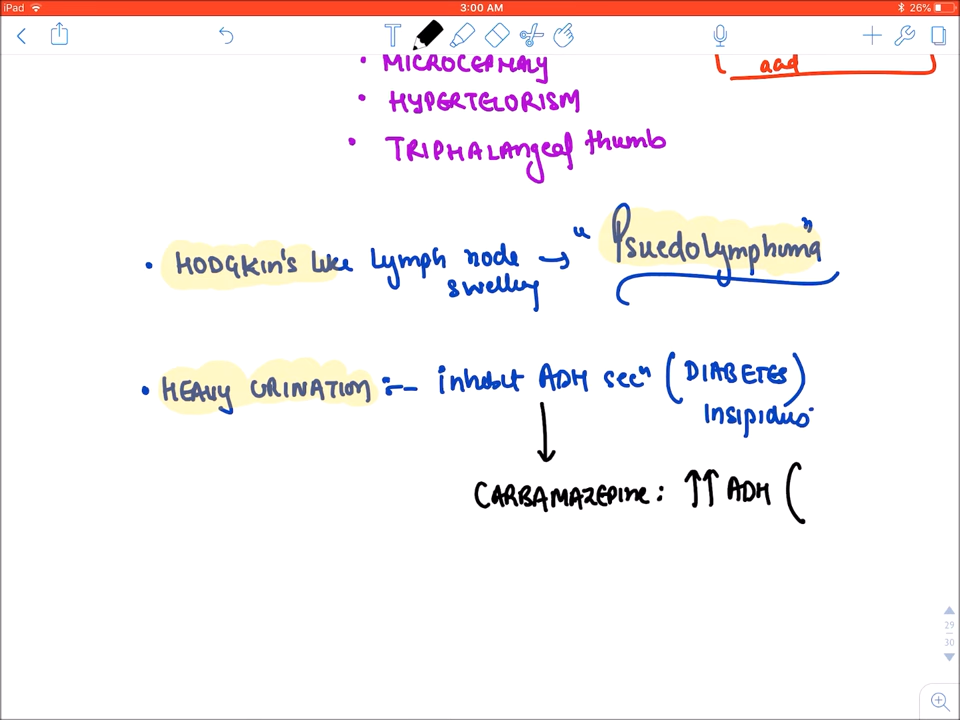 iPad 3:00 AM 26%
T
aad
• MICROCEPHALY
• HYPERTELORISM
• TRIPHALANGEAL thumb
• HODGKIN'S like Lymph node → "Psuedolymphoma"
swelling
• HEAVY URINATION :- inhibit ADH secⁿ (DIABETES)
Insipidus
↓
CARBAMAZEPINE : ↑↑ ADH (
29
30